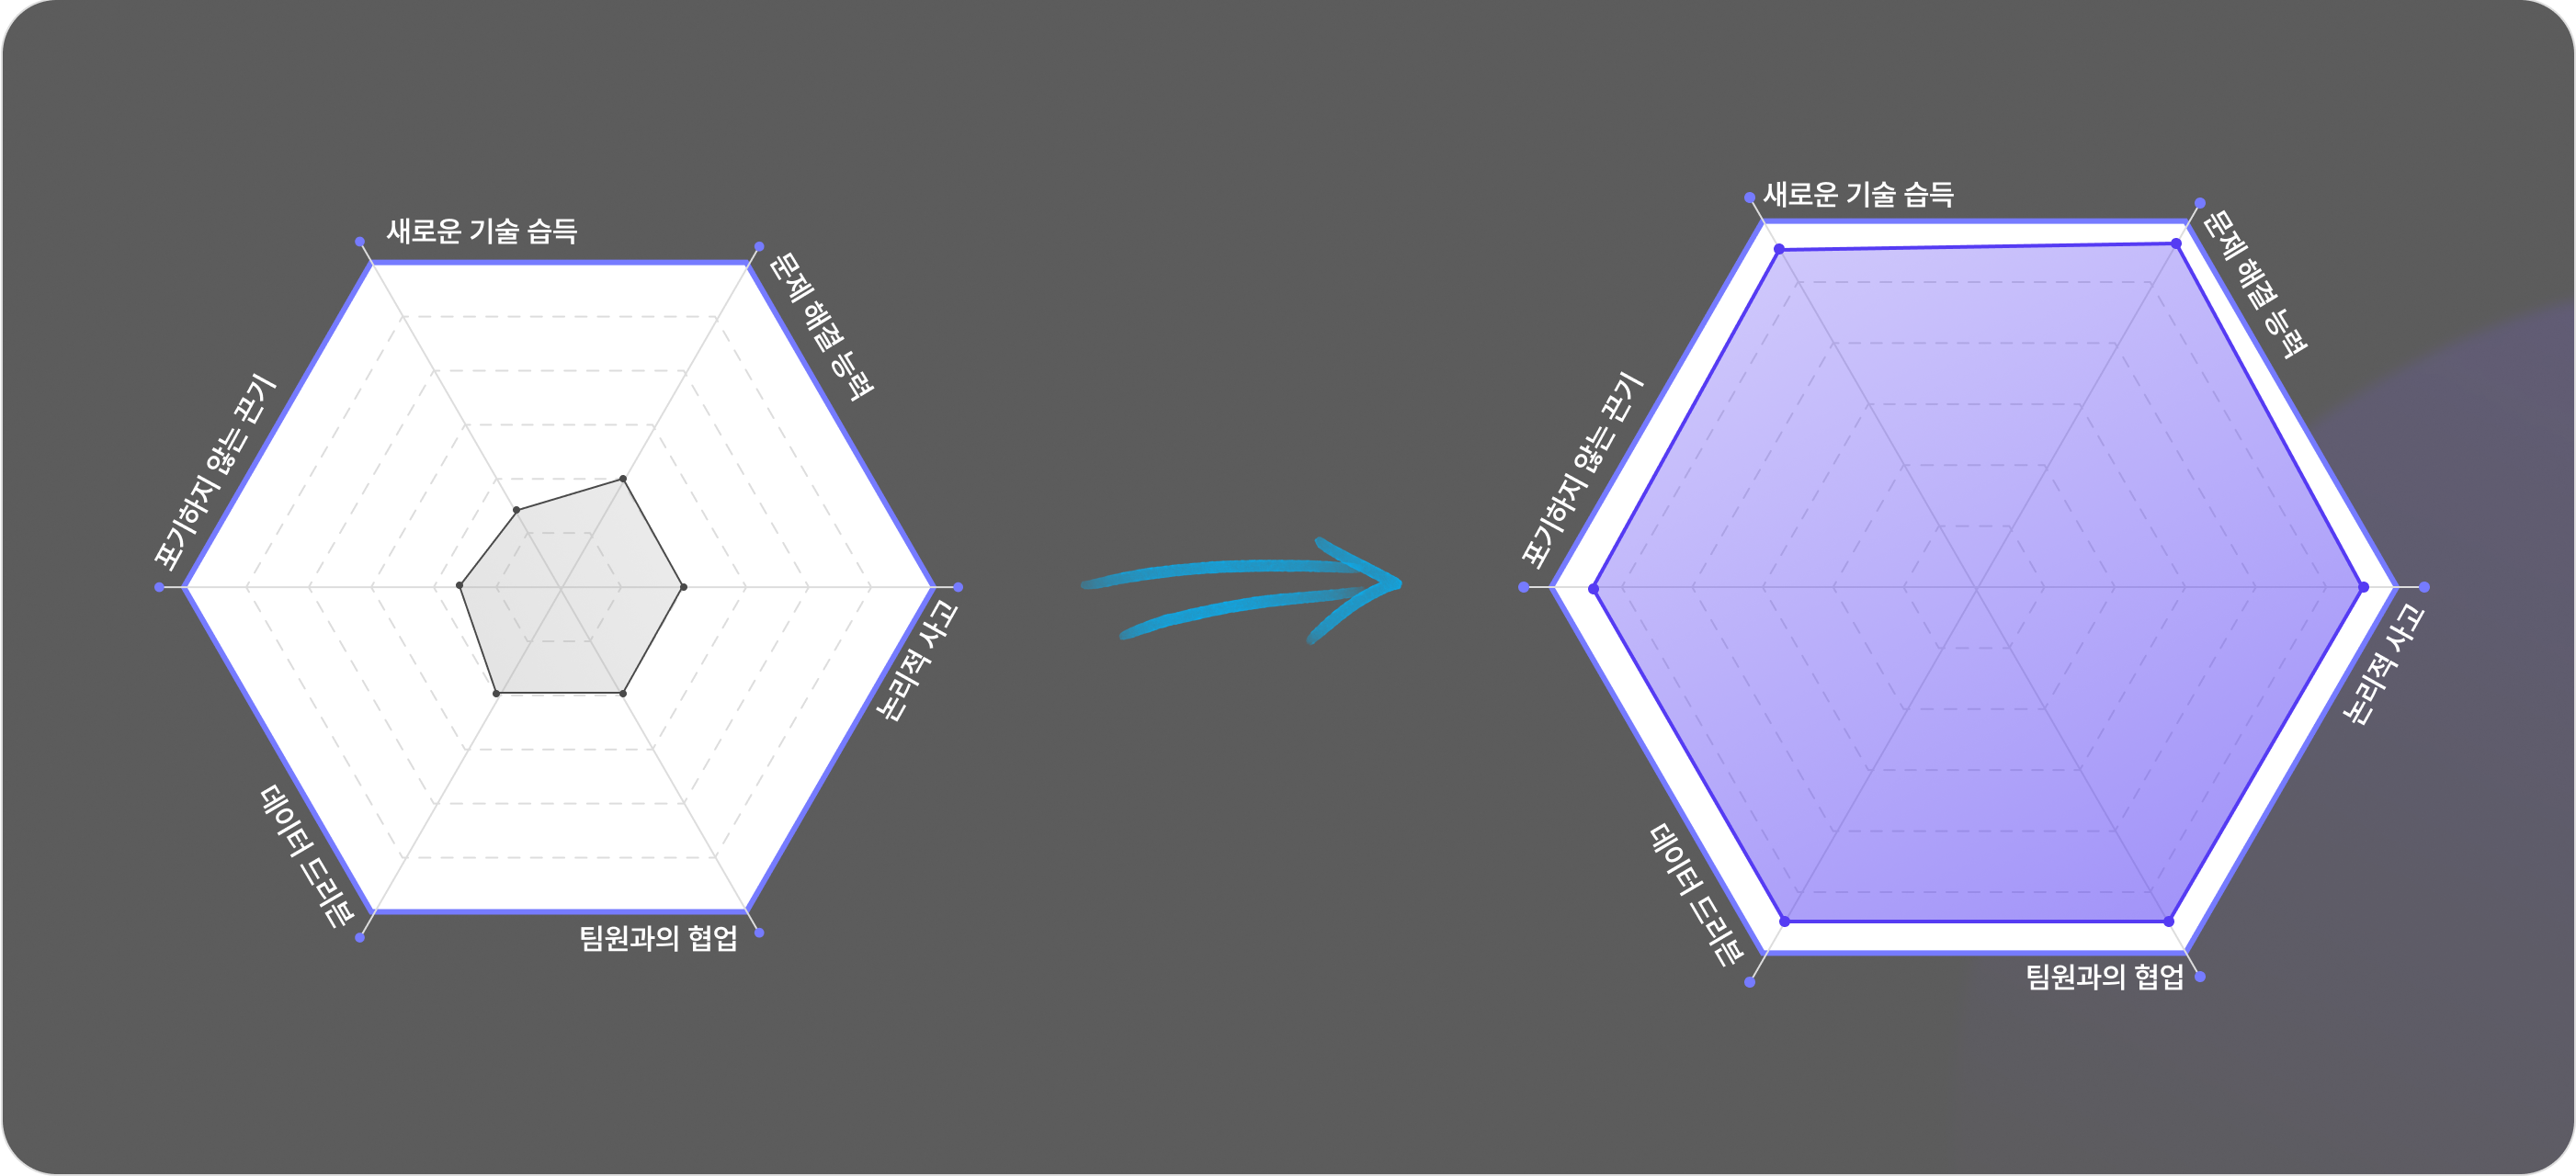 새로운 기술 습득
문제 해결 능력
포기하지 않는 끈기
논리적 사고
데이터 드리븐
팀원과의 협업
새로운 기술 습득
문제 해결 능력
포기하지 않는 끈기
논리적 사고
데이터 드리븐
팀원과의 협업